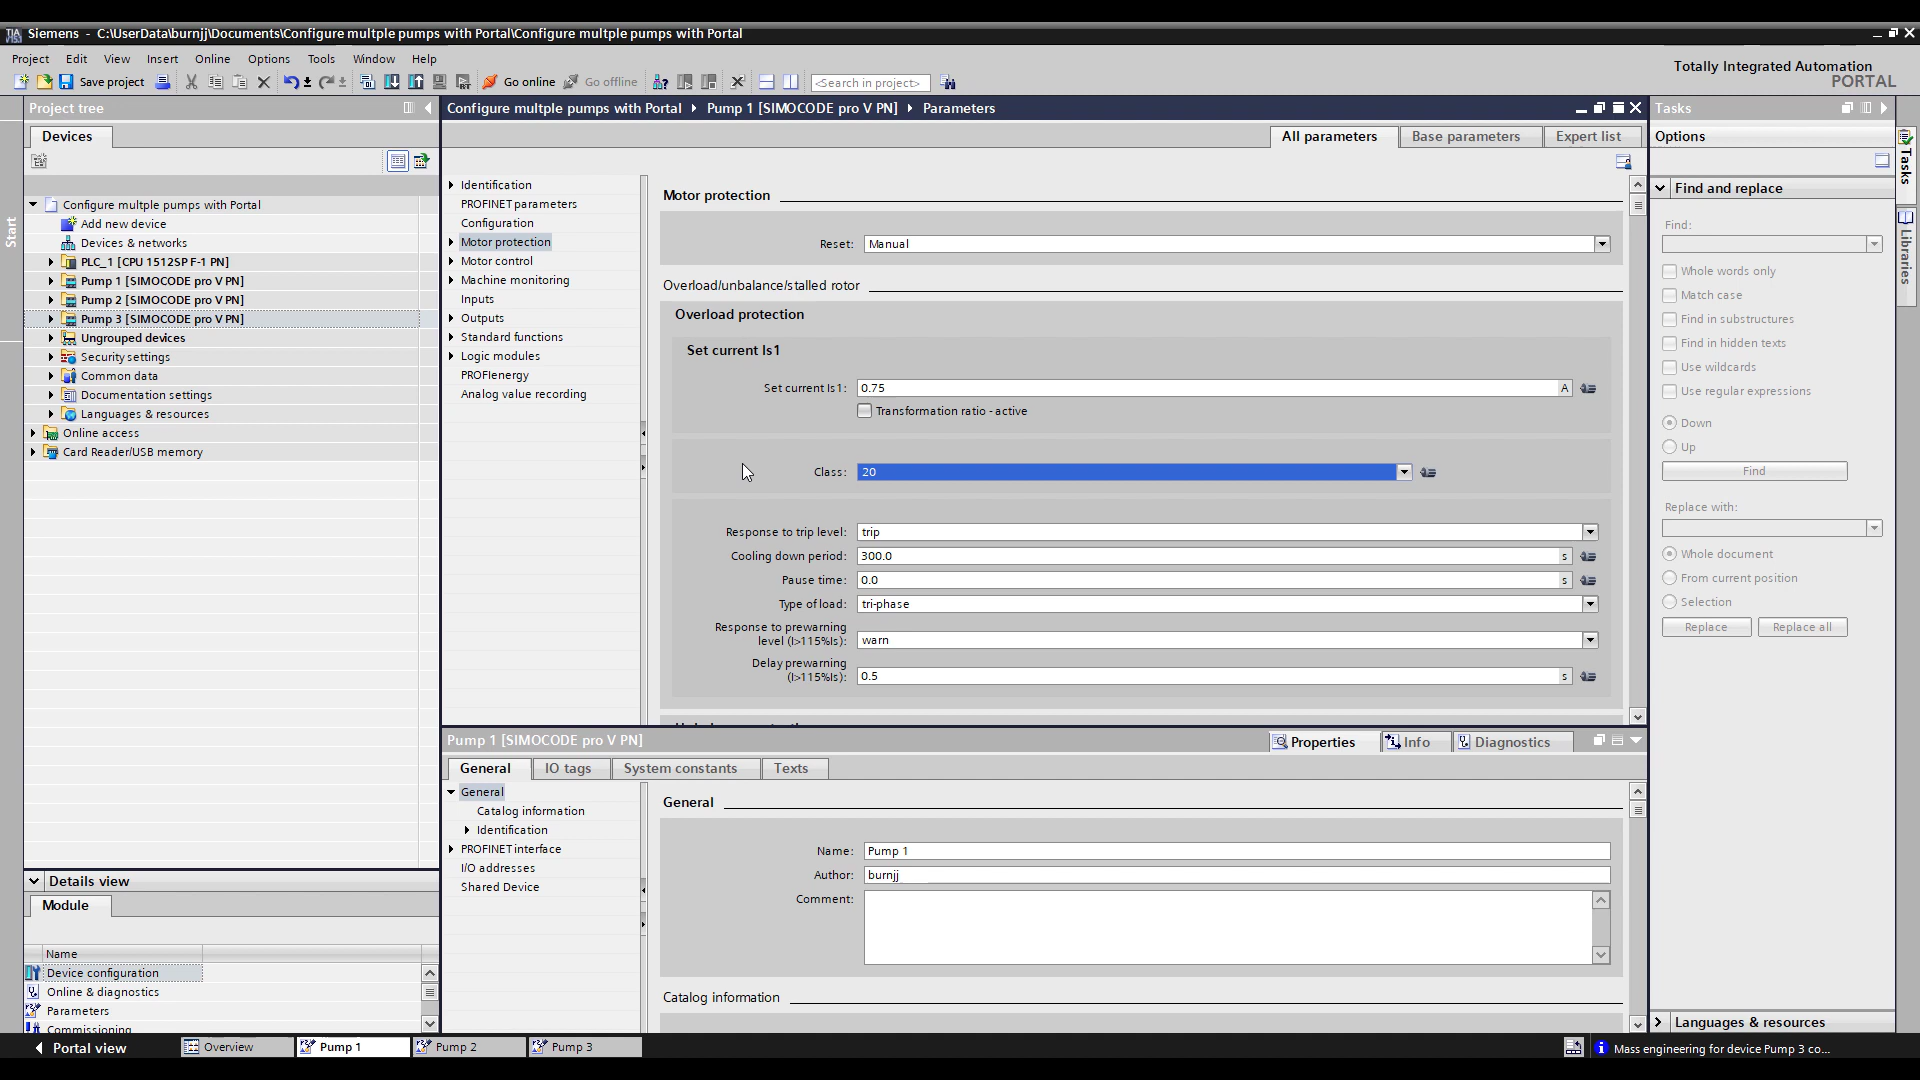 Siemens - C:\UserData\burnjj\Documents\Configure multple pumps with Portal\Configure multple pumps with Portal
Project Edit View Insert Online Options Tools Window Help
Totally Integrated Automation
PORTAL
Save project Go online Go offline <Search in project>
Project tree
Devices
Start
Configure multple pumps with Portal
Add new device
Devices & networks
PLC_1 [CPU 1512SP F-1 PN]
Pump 1 [SIMOCODE pro V PN]
Pump 2 [SIMOCODE pro V PN]
Pump 3 [SIMOCODE pro V PN]
Ungrouped devices
Security settings
Common data
Documentation settings
Languages & resources
Online access
Card Reader/USB memory
Details view
Module
Name
Device configuration
Online & diagnostics
Parameters
Commissioning
Configure multple pumps with Portal Pump 1 [SIMOCODE pro V PN] Parameters
All parameters Base parameters Expert list
Identification
PROFINET parameters
Configuration
Motor protection
Motor control
Machine monitoring
Inputs
Outputs
Standard functions
Logic modules
PROFIenergy
Analog value recording
Motor protection
Reset: Manual
Overload/unbalance/stalled rotor
Overload protection
Set current Is1
Set current Is1: 0.75 A
Transformation ratio - active
Class: 20
Response to trip level: trip
Cooling down period: 300.0 s
Pause time: 0.0 s
Type of load: tri-phase
Response to prewarning
level (I>115%Is): warn
Delay prewarning
(I>115%Is): 0.5 s
Pump 1 [SIMOCODE pro V PN]
Properties Info Diagnostics
General IO tags System constants Texts
General
Catalog information
Identification
PROFINET interface
I/O addresses
Shared Device
General
Name: Pump 1
Author: burnjj
Comment:
Catalog information
Tasks
Options
Find and replace
Find:
Whole words only
Match case
Find in substructures
Find in hidden texts
Use wildcards
Use regular expressions
Down
Up
Find
Replace with:
Whole document
From current position
Selection
Replace Replace all
Languages & resources
Tasks
Libraries
Portal view Overview Pump 1 Pump 2 Pump 3
Mass engineering for device Pump 3 co...